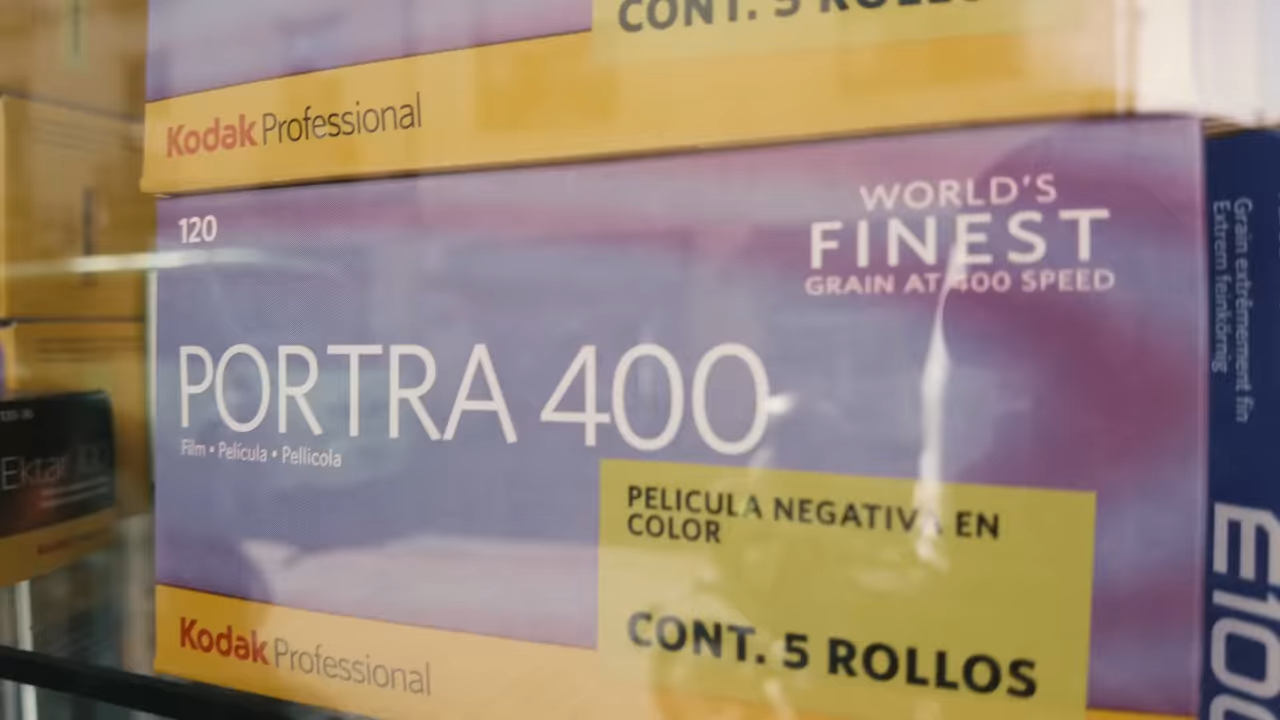 CONT. 5 ROLLOS
Kodak Professional
120
WORLD'S
FINEST
GRAIN AT 400 SPEED
PORTRA 400
Film • Película • Pellicola
PELICULA NEGATIVA EN
COLOR
CONT. 5 ROLLOS
Kodak Professional
Ektar
Grain extrêmement fin
Extrem feinkörnig
E100